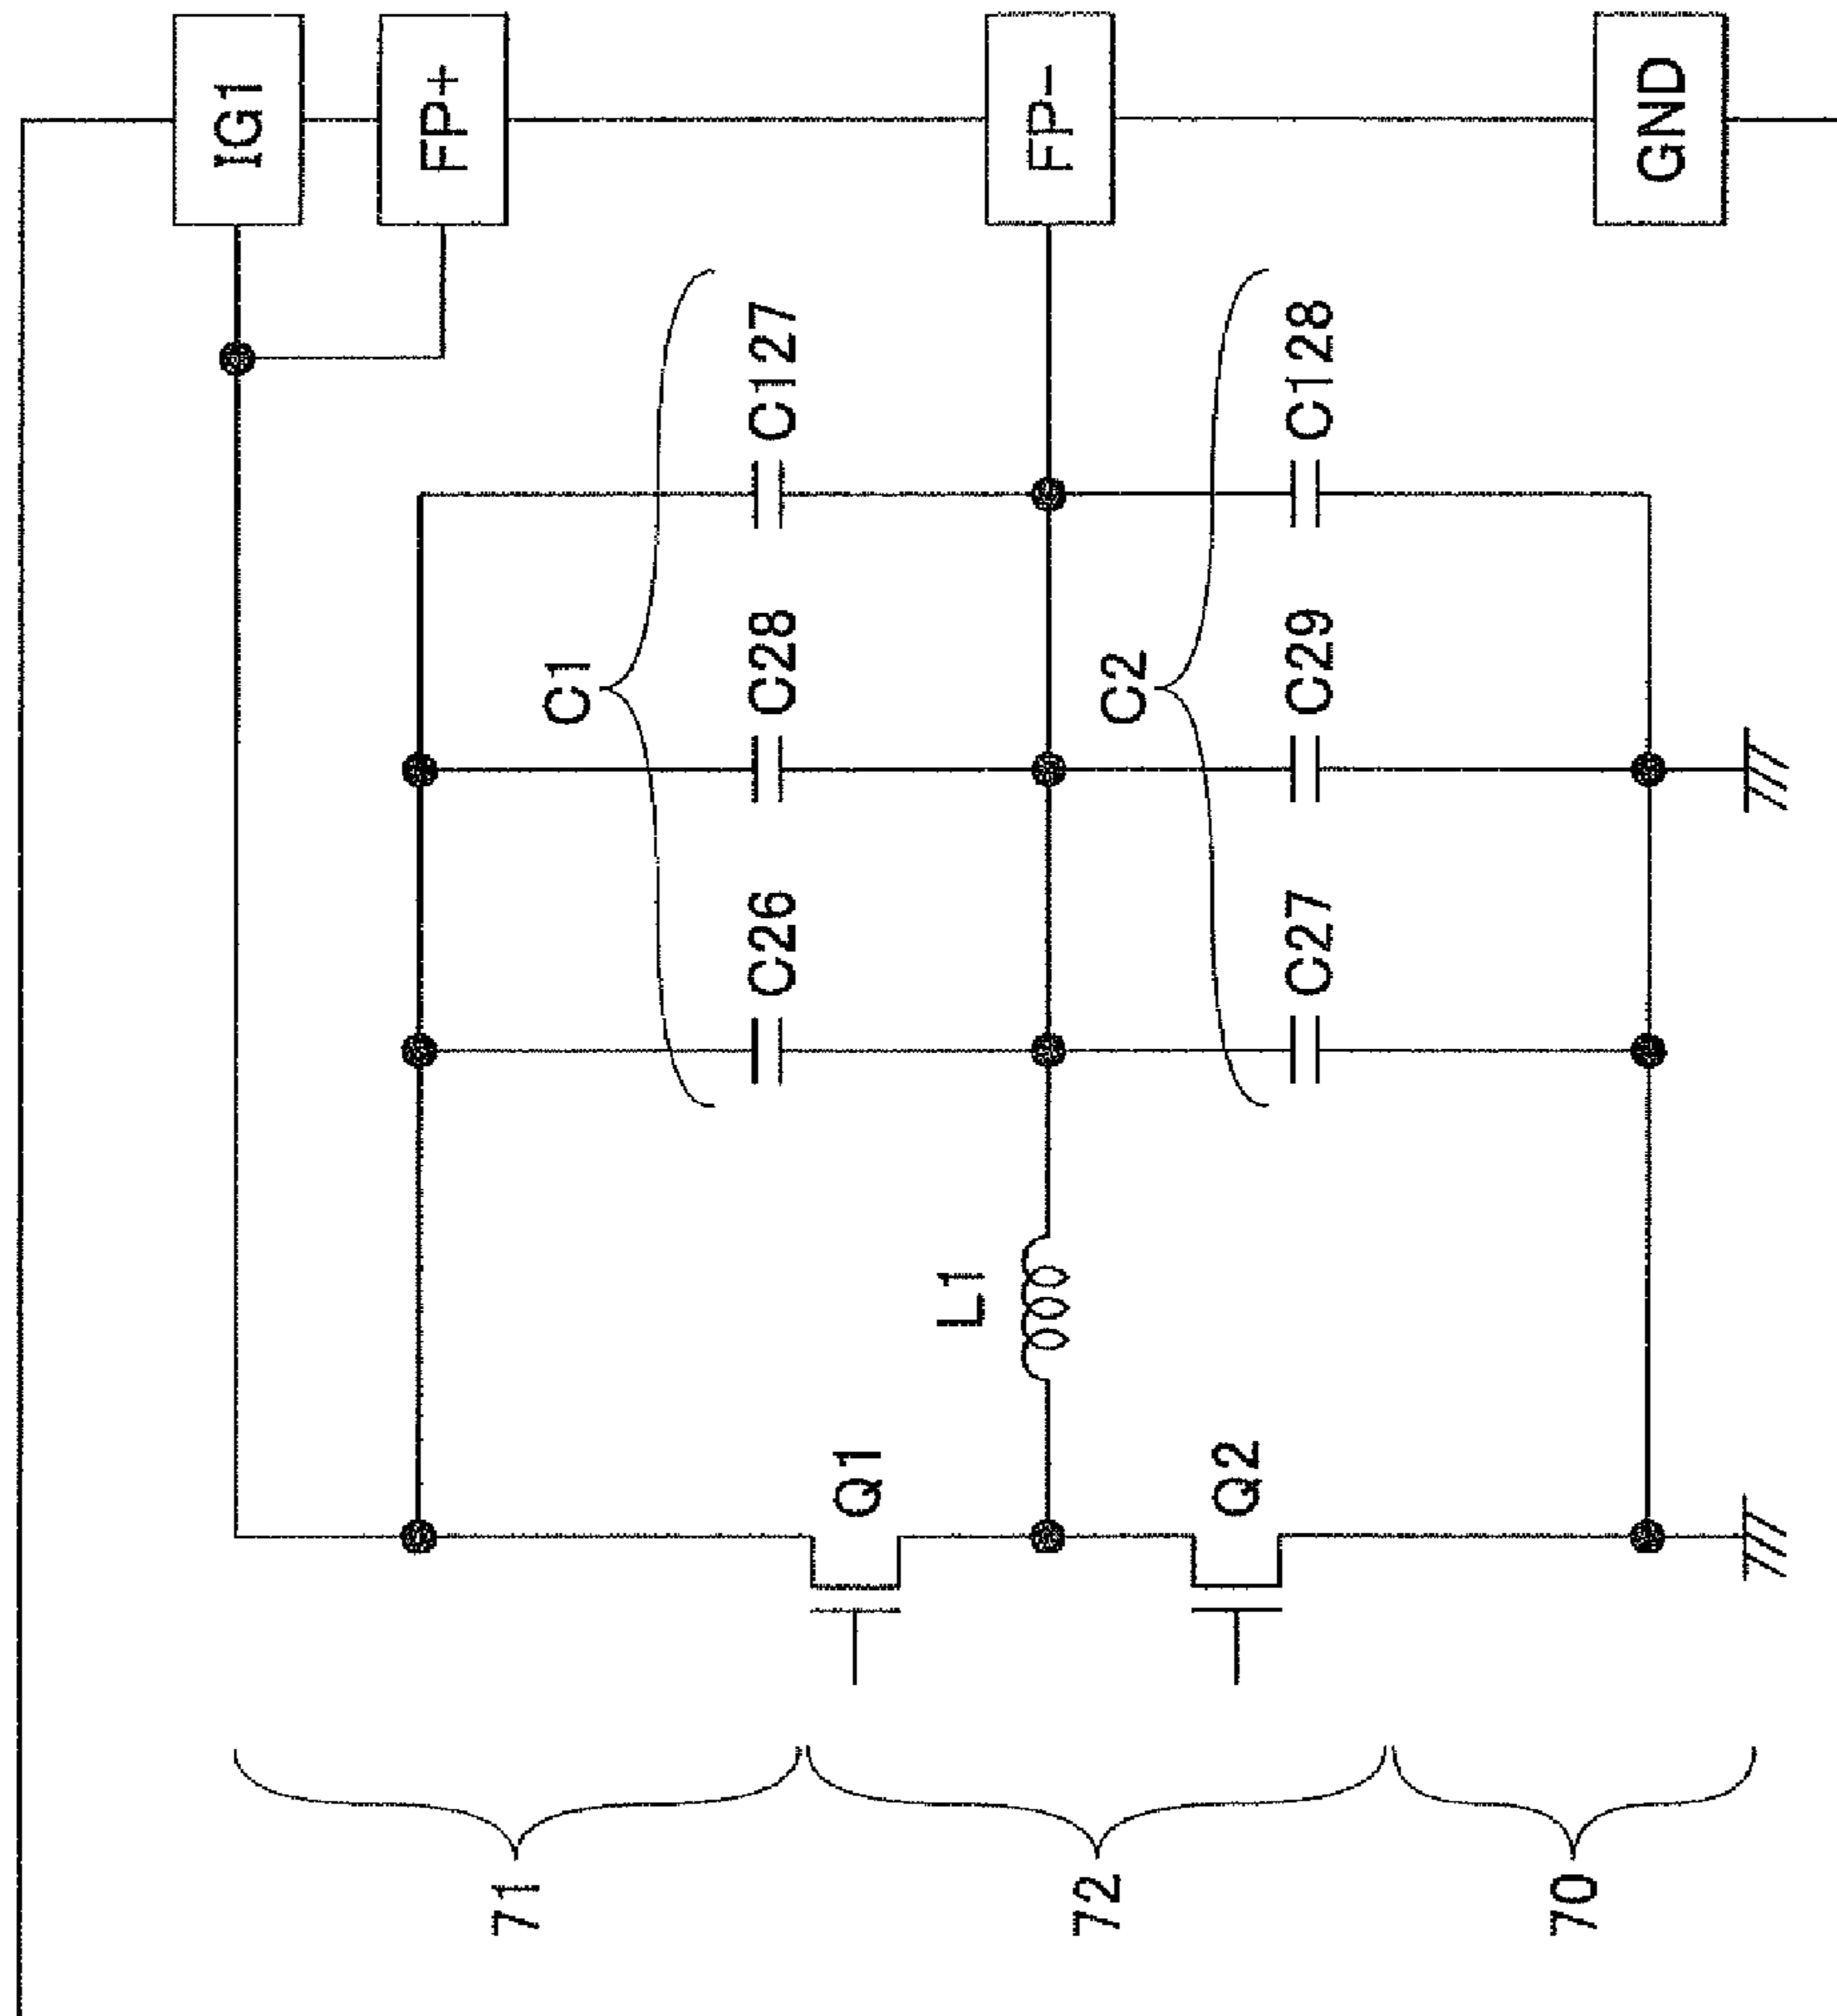 IG1
FP+
FP-
GND
C1
C127
C28
C26
C2
C128
C29
C27
L1
Q1
Q2
71
72
70